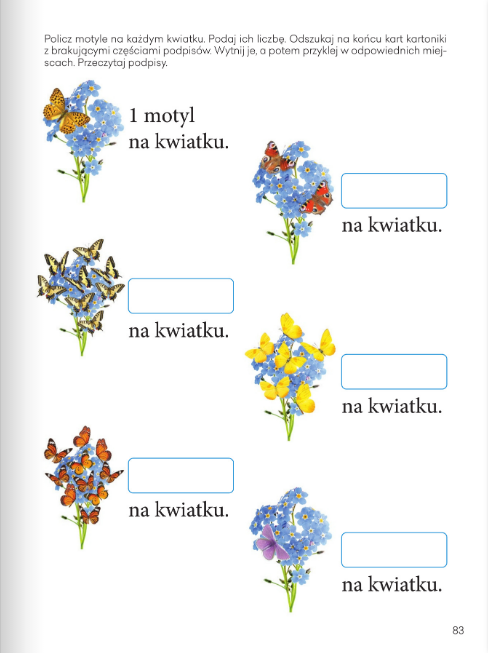 Policz motyle na każdym kwiatku. Podaj ich liczbę. Odszukaj na końcu kart kartoniki
z brakującymi częściami podpisów. Wytnij je, a potem przyklej w odpowiednich miej-
scach. Przeczytaj podpisy.
1 motyl
na kwiatku.
na kwiatku.
na kwiatku.
na kwiatku.
na kwiatku.
na kwiatku.
83